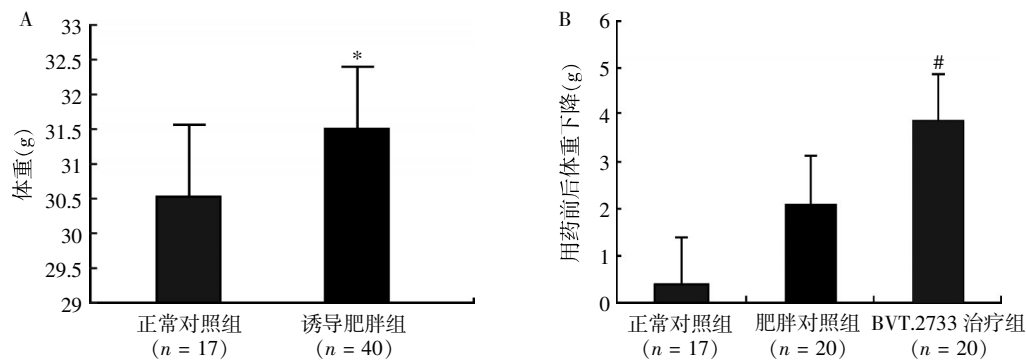 A
体重(g)
33
32.5
32
31.5
31
30.5
30
29.5
29
*
正常对照组
(n = 17)
诱导肥胖组
(n = 40)
B
用药前后体重下降(g)
6
5
4
3
2
1
0
#
正常对照组
(n = 17)
肥胖对照组
(n = 20)
BVT.2733 治疗组
(n = 20)